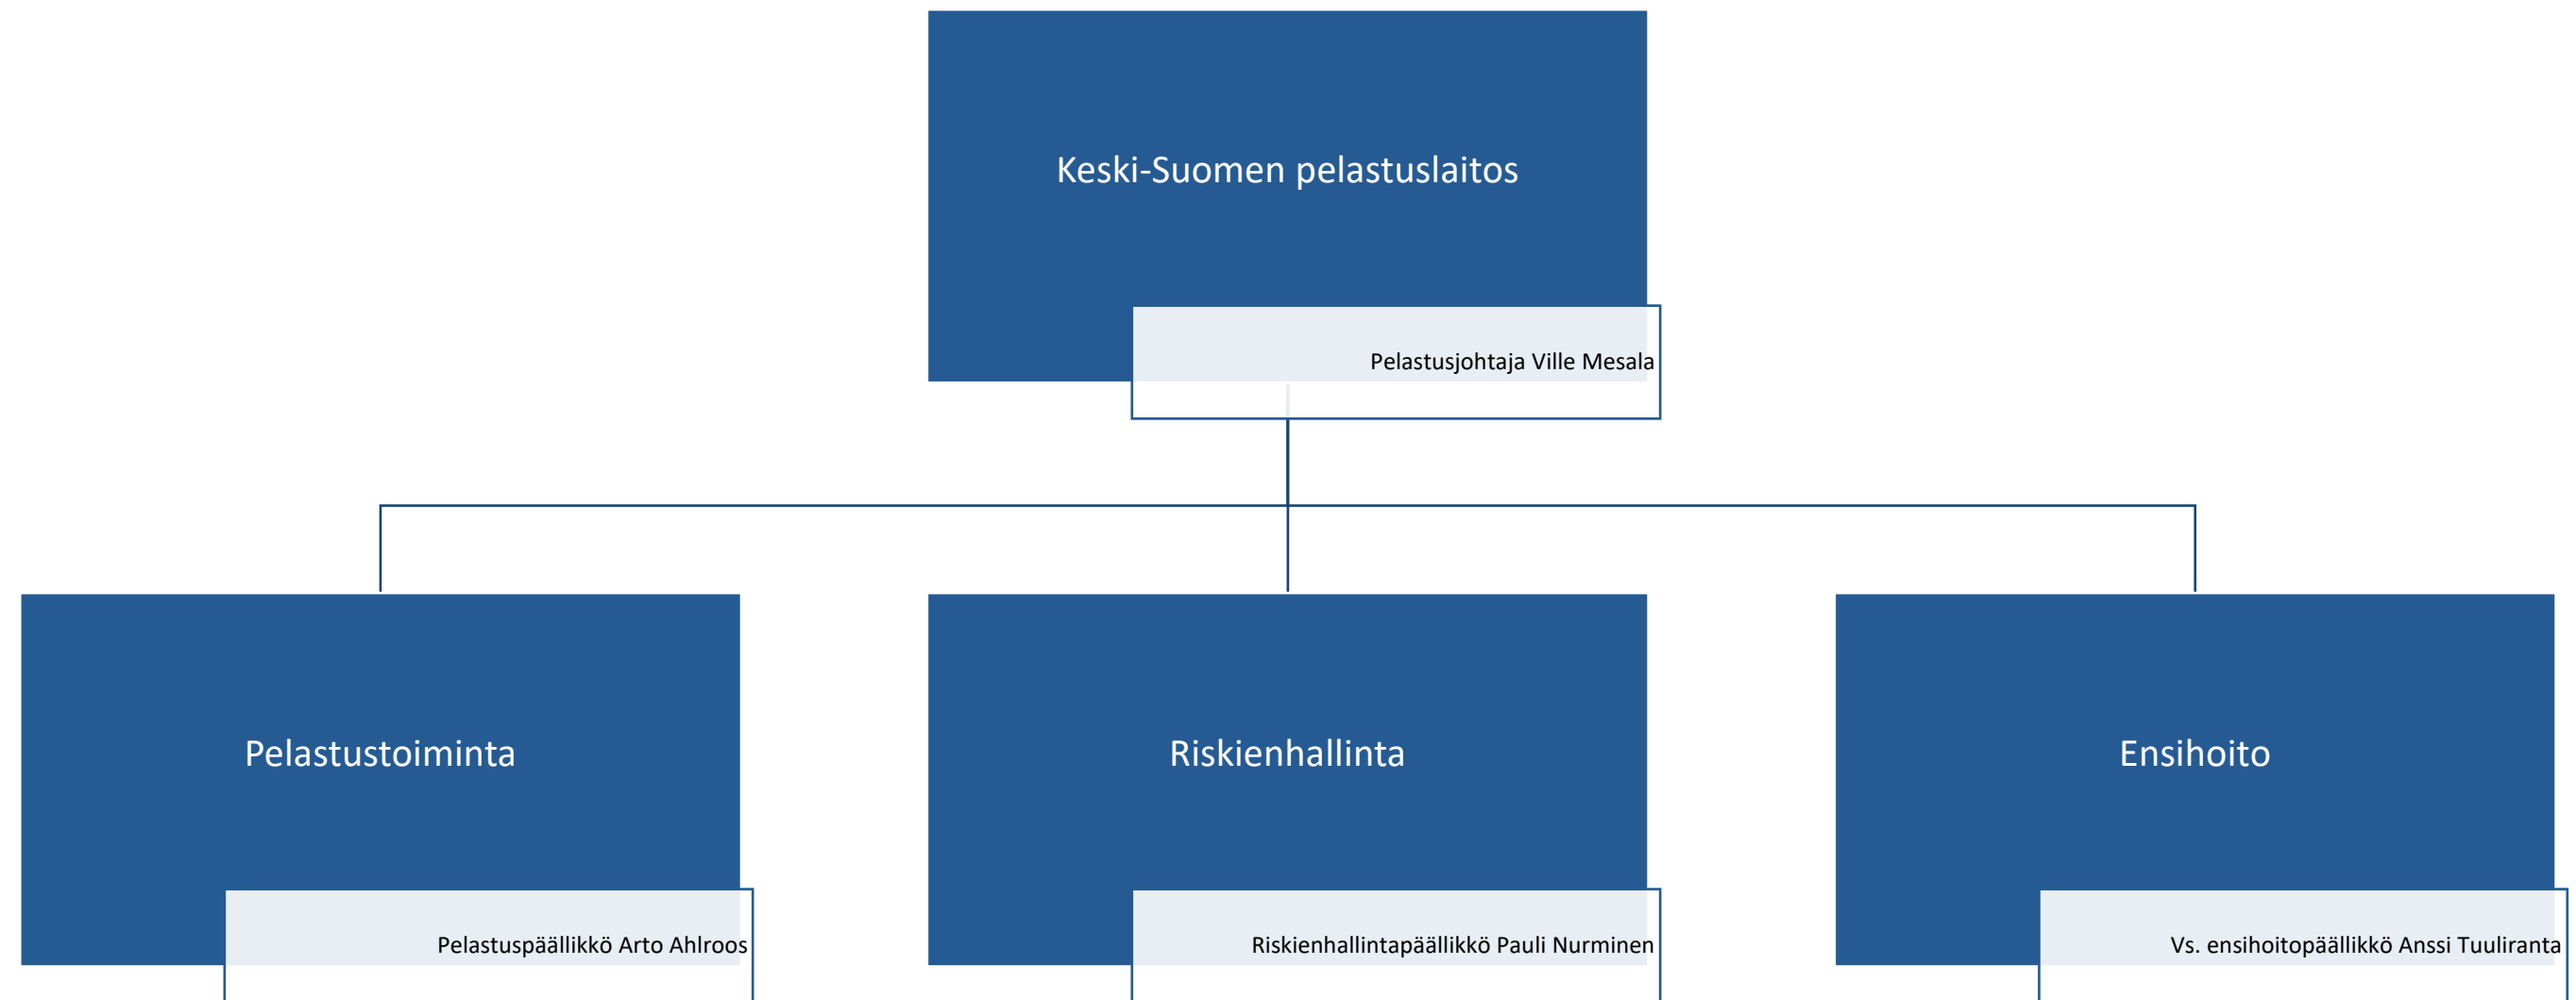 Keski-Suomen pelastuslaitos
Pelastusjohtaja Ville Mesala
Pelastustoiminta
Riskienhallinta
Ensihoito
Pelastuspäällikkö Arto Ahlroos
Riskienhallintapäällikkö Pauli Nurminen
Vs. ensihoitopäällikkö Anssi Tuuliranta